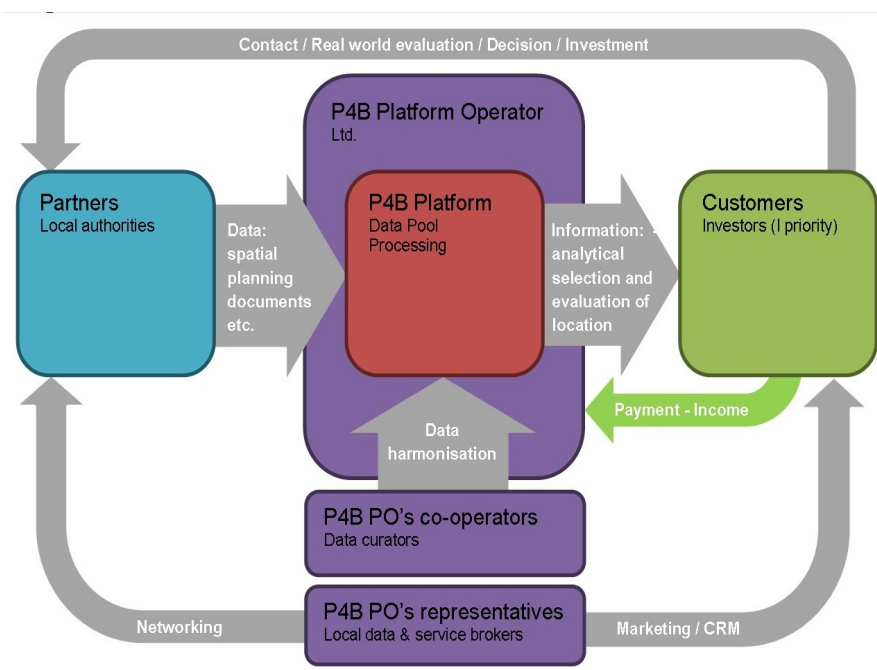 Contact / Real world evaluation / Decision / Investment
P4B Platform Operator
Ltd.
Partners
Local authorities
Data:
spatial
planning
documents
etc.
P4B Platform
Data Pool
Processing
Information: -
analytical
selection and
evaluation of
location
Customers
Investors (I priority)
Payment - Income
Data
harmonisation
P4B PO's co-operators
Data curators
P4B PO's representatives
Local data & service brokers
Networking
Marketing / CRM